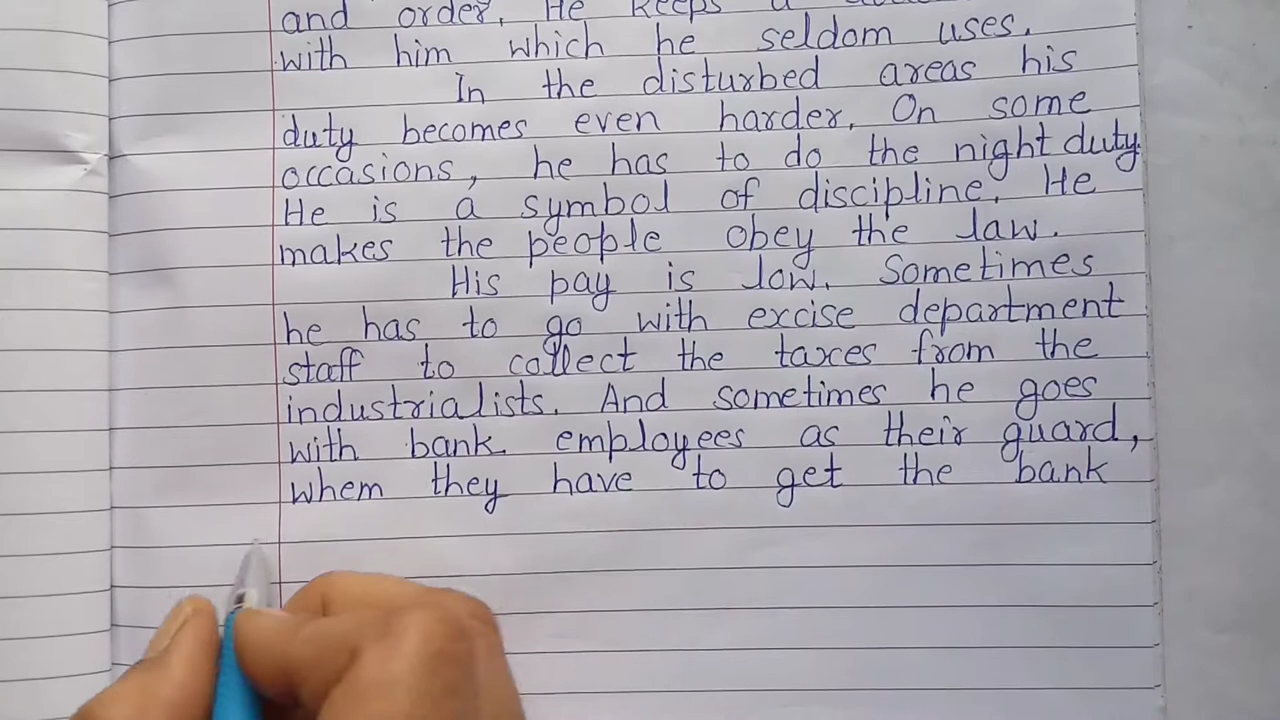 and order. He keeps a
with him which he seldom uses.
In the disturbed areas his
duty becomes even harder. On some
occasions, he has to do the night duty.
He is a symbol of discipline. He
makes the people obey the law.
His pay is low. Sometimes
he has to go with excise department
staff to collect the taxes from the
industrialists. And sometimes he goes
with bank employees as their guard,
whem they have to get the bank